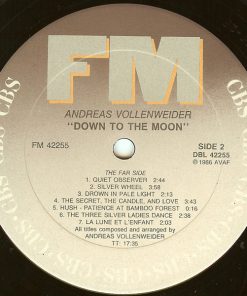 FM
ANDREAS VOLLENWEIDER
"DOWN TO THE MOON"
FM 42255
SIDE 2
DBL 42255
℗ 1986 AVAF
THE FAR SIDE
1. QUIET OBSERVER 2:44
2. SILVER WHEEL 3:58
3. DROWN IN PALE LIGHT 2:04
4. THE SECRET, THE CANDLE, AND LOVE 3:43
5. HUSH - PATIENCE AT BAMBOO FOREST 0:16
6. THE THREE SILVER LADIES DANCE 2:38
7. LA LUNE ET L'ENFANT 2:03
All titles composed and arranged by
ANDREAS VOLLENWEIDER
TT: 17:35
CBS
CBS